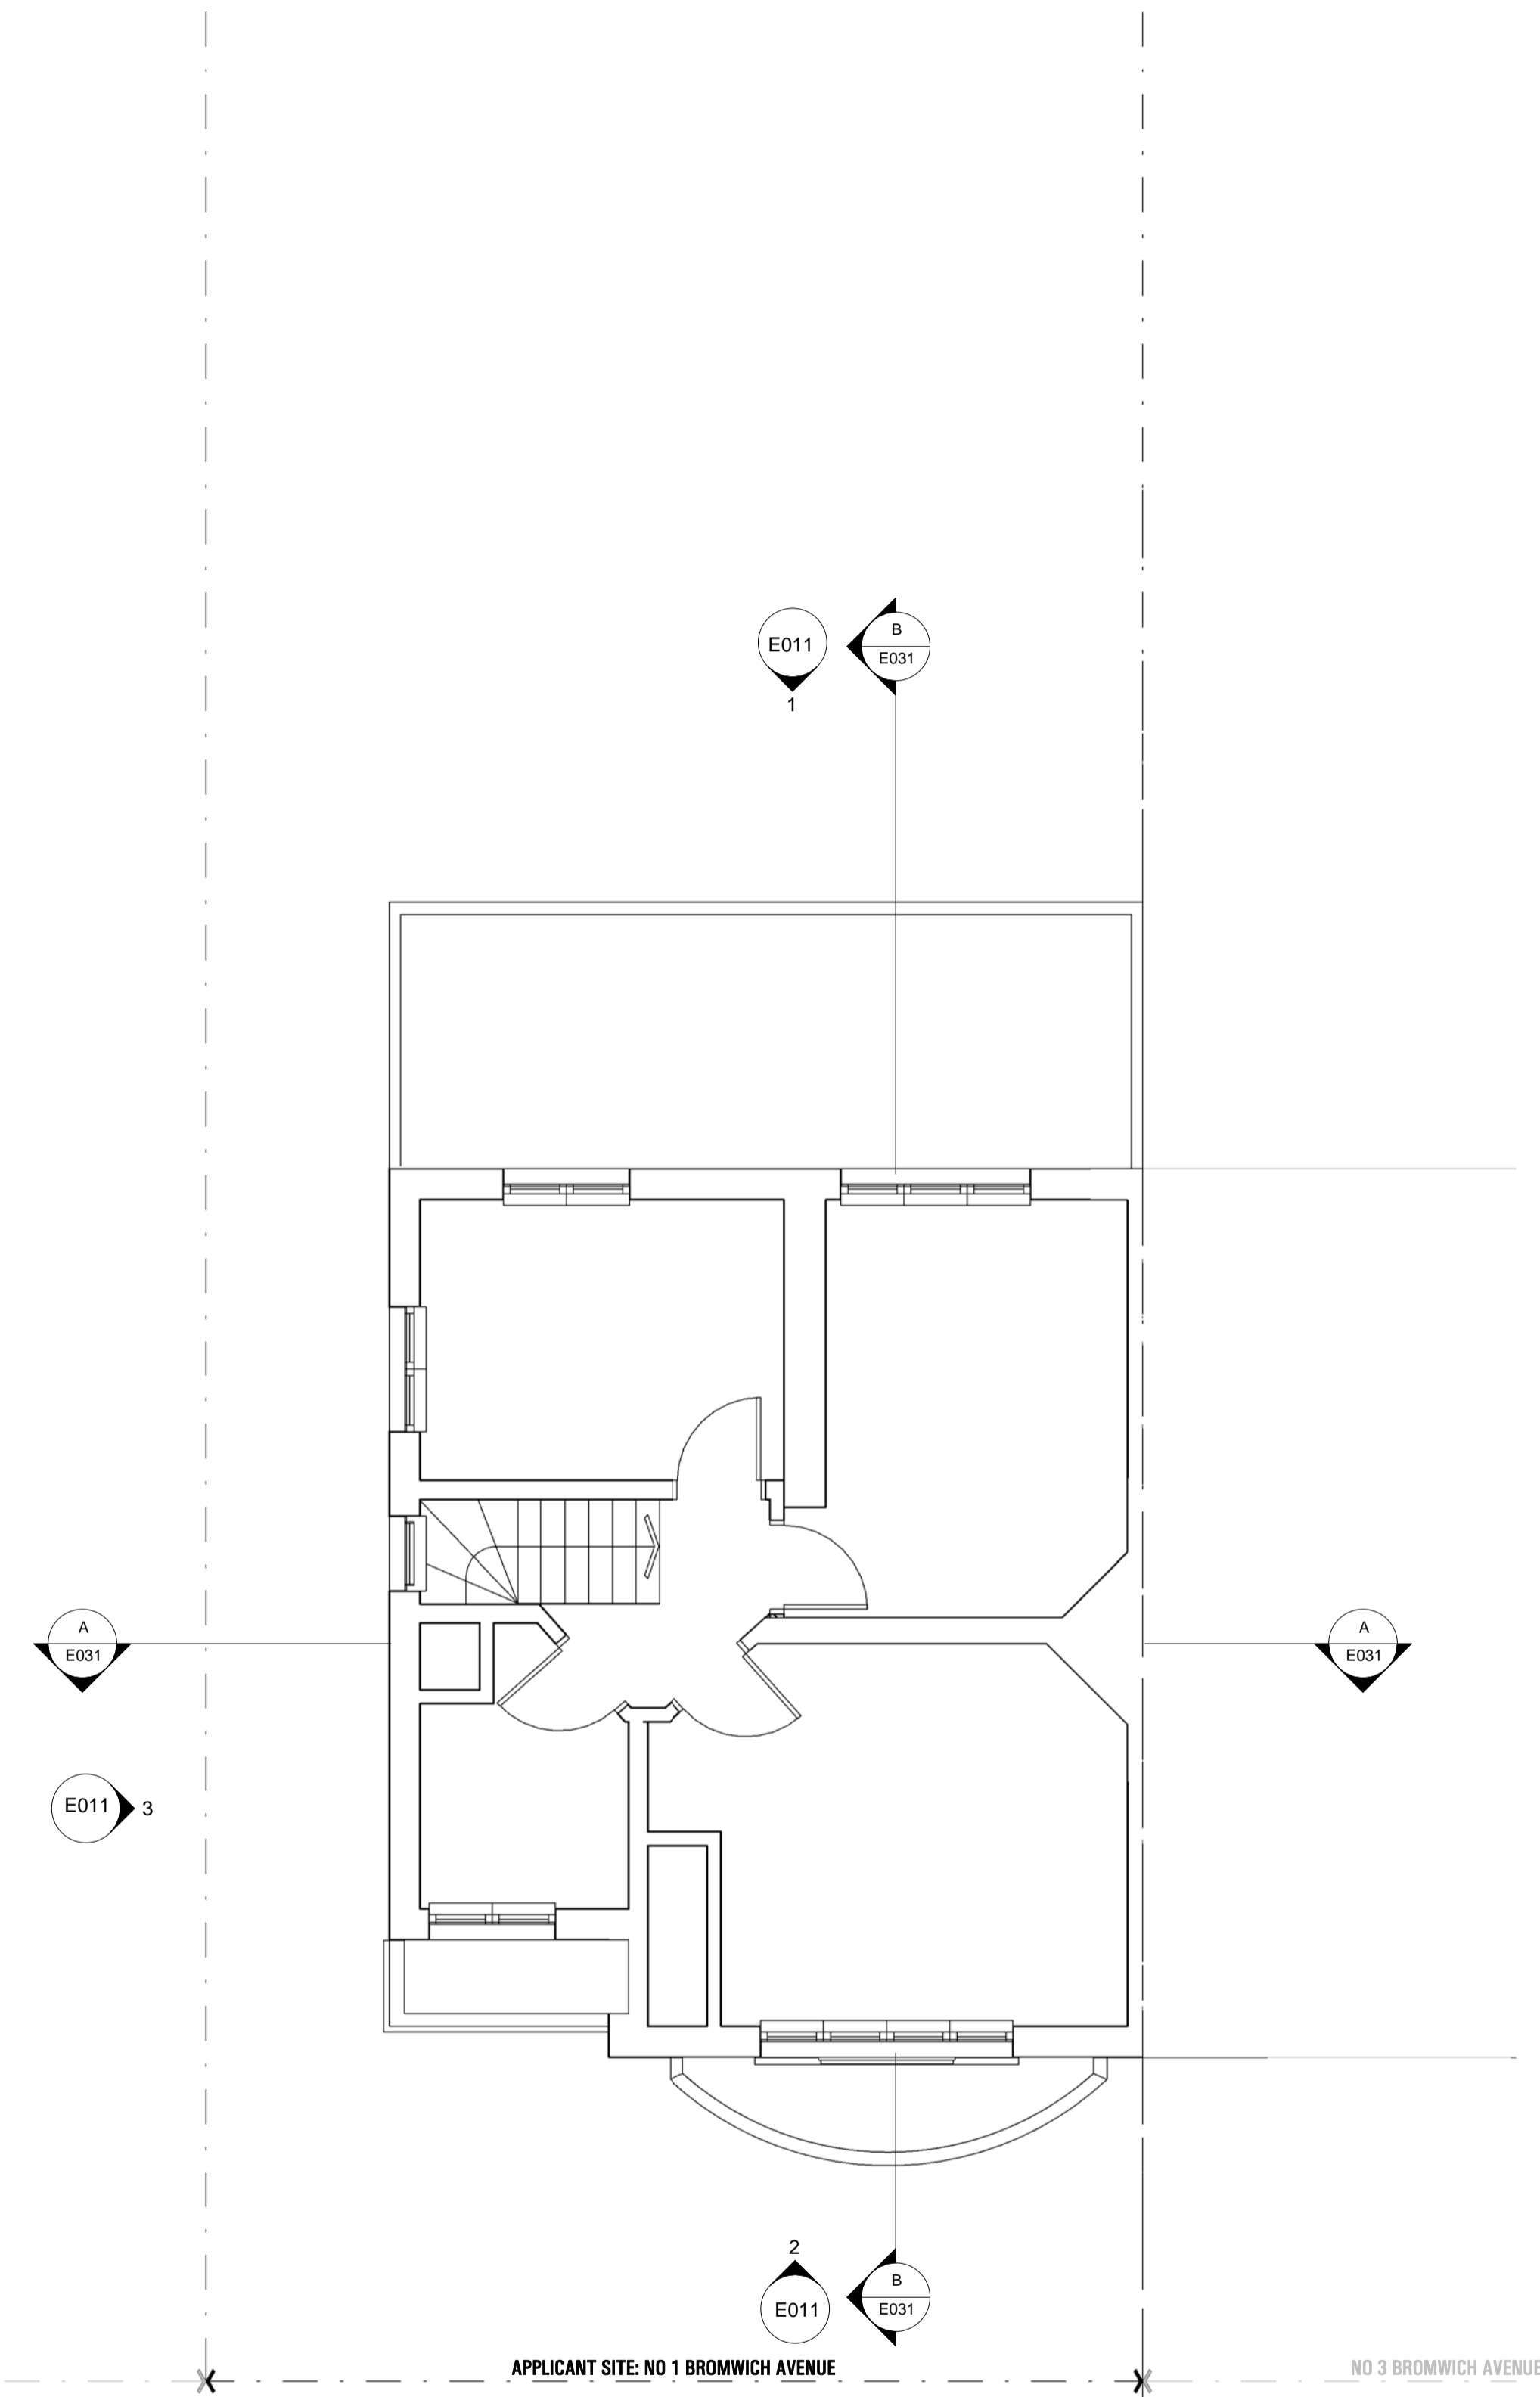 E011
1
B
E031
A
E031
A
E031
E011
3
2
E011
B
E031
APPLICANT SITE: NO 1 BROMWICH AVENUE
NO 3 BROMWICH AVENUE